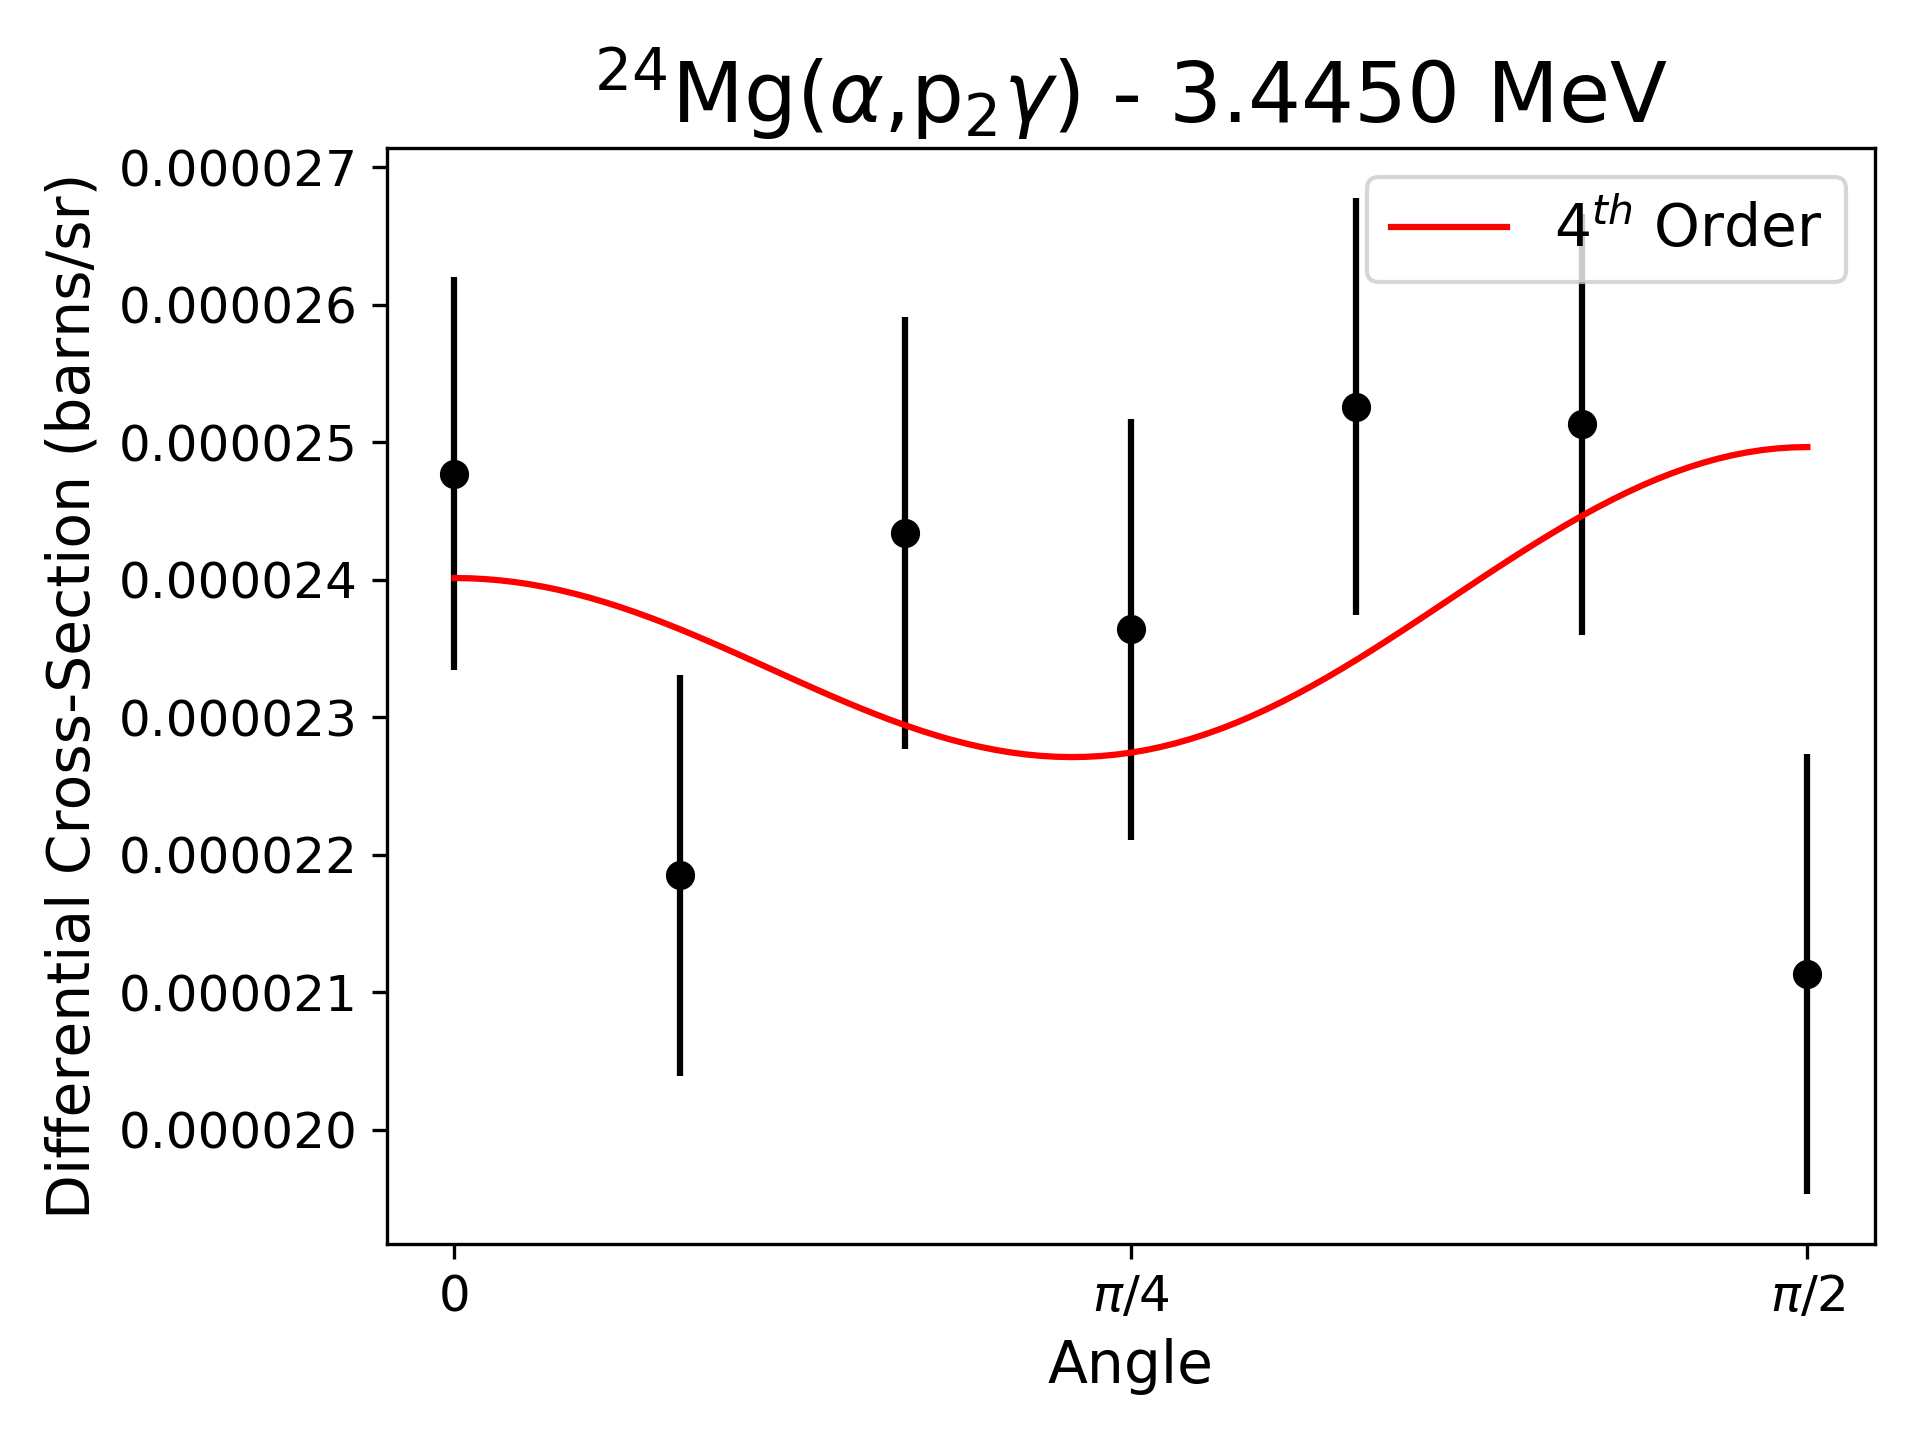 ²⁴Mg(α,p₂γ) - 3.4450 MeV
4ᵗʰ Order
Differential Cross-Section (barns/sr)
0.000027
0.000026
0.000025
0.000024
0.000023
0.000022
0.000021
0.000020
0 π/4 π/2
Angle